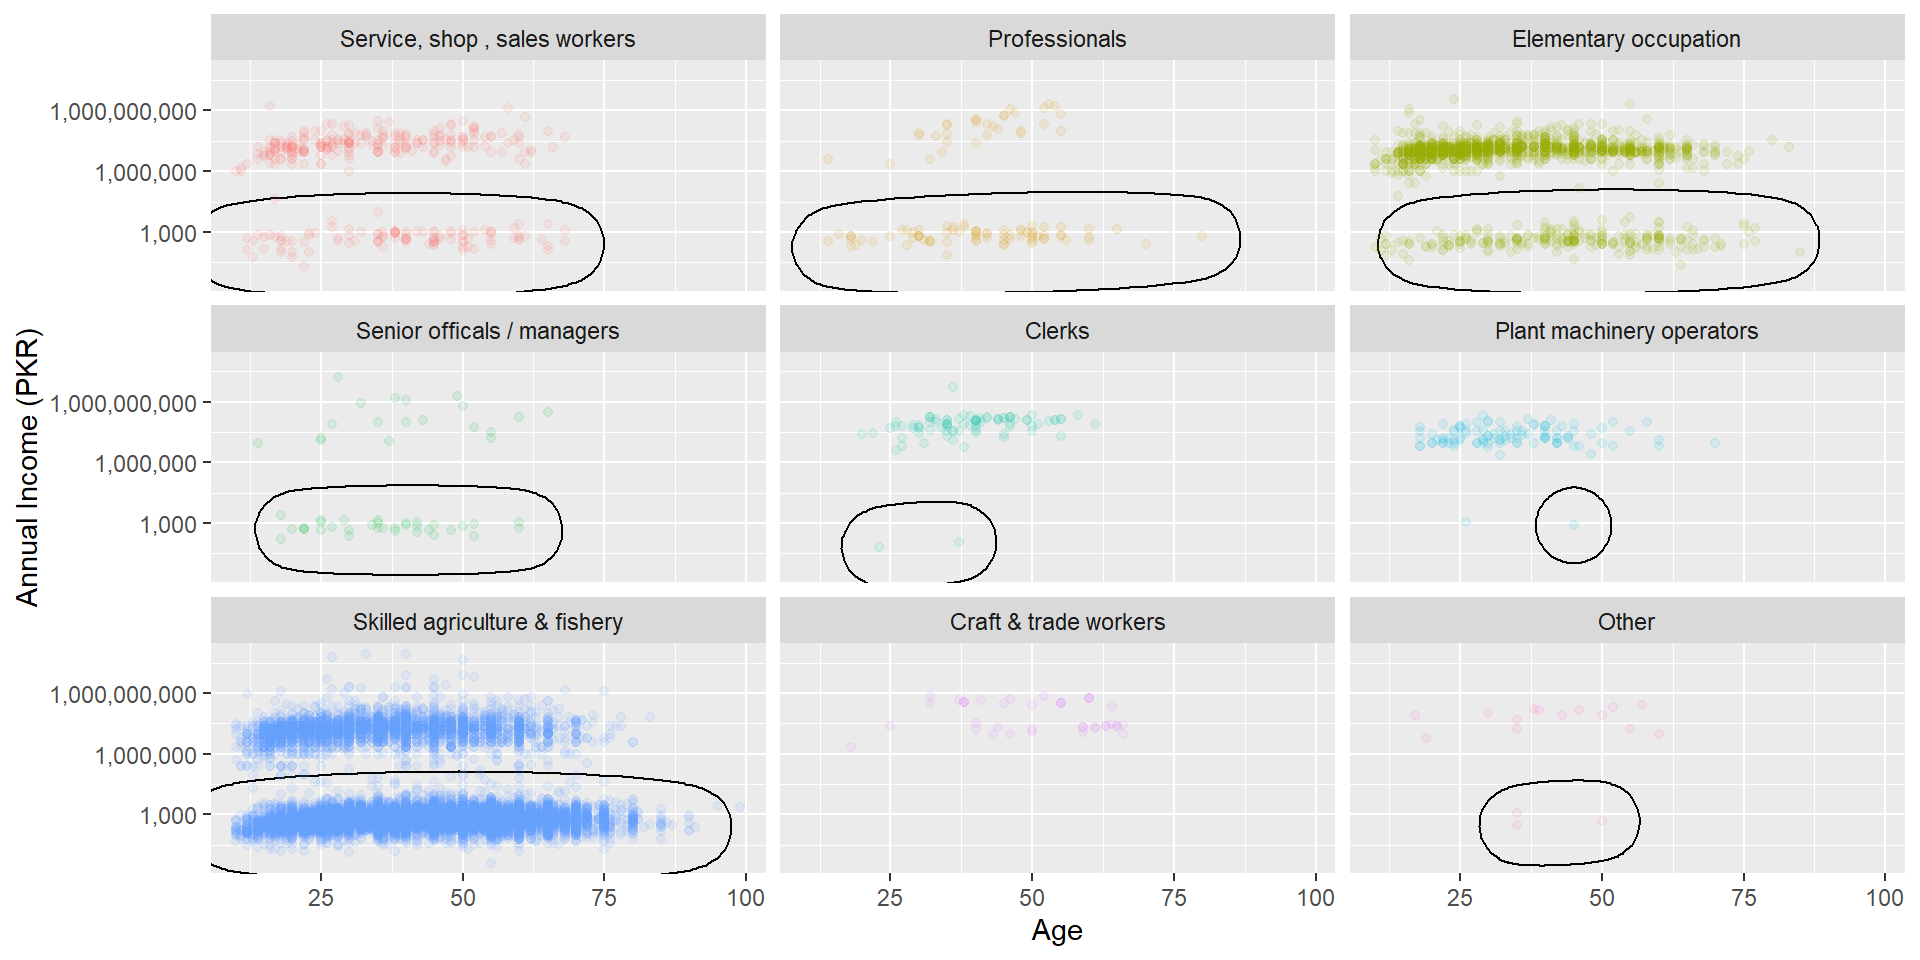 Service, shop , sales workers
Professionals
Elementary occupation
1,000,000,000
1,000,000
1,000
Senior officals / managers
Clerks
Plant machinery operators
1,000,000,000
1,000,000
1,000
Annual Income (PKR)
Skilled agriculture & fishery
Craft & trade workers
Other
1,000,000,000
1,000,000
1,000
25 50 75 100 25 50 75 100 25 50 75 100
Age